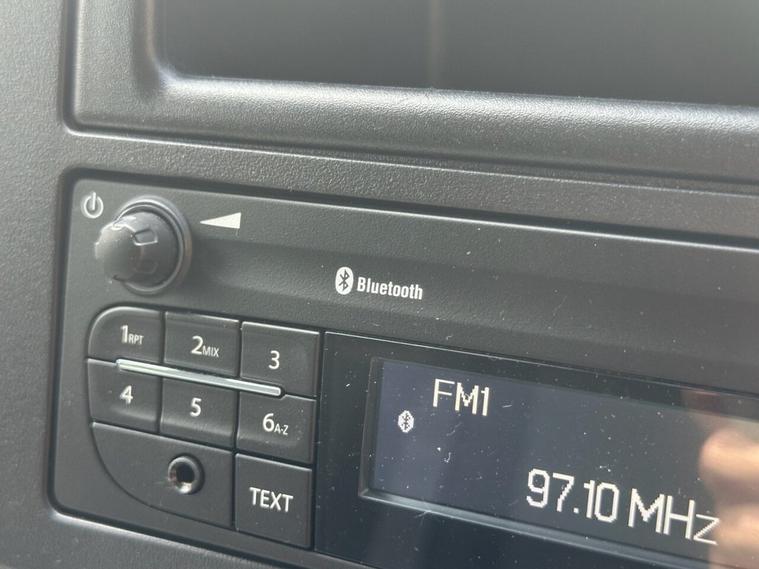 Bluetooth
1RPT 2MIX 3
4 5 6A-Z
TEXT
FM1
97.10 MHz